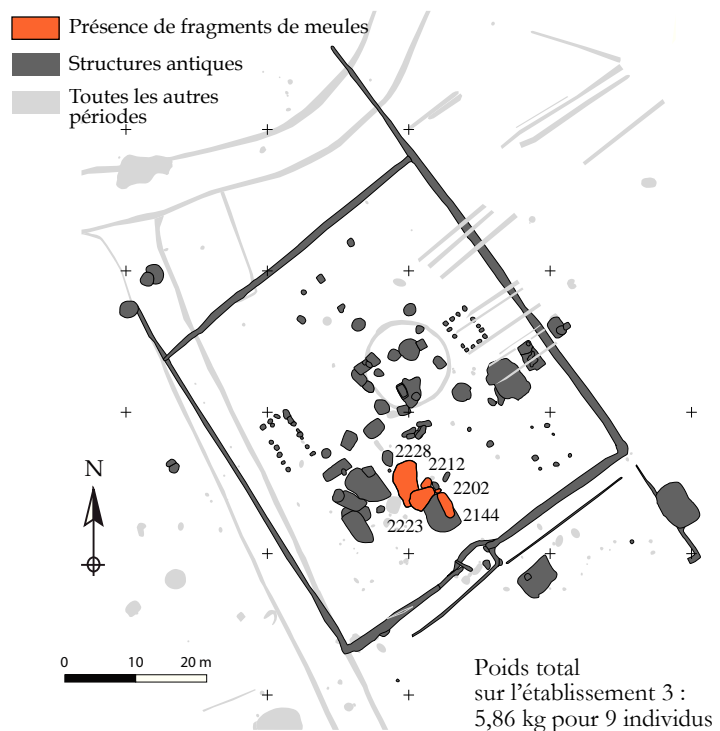 Présence de fragments de meules
Structures antiques
Toutes les autres
périodes
2228
2212
2202
2223
2144
N
0 10 20 m
Poids total
sur l'établissement 3 :
5,86 kg pour 9 individus